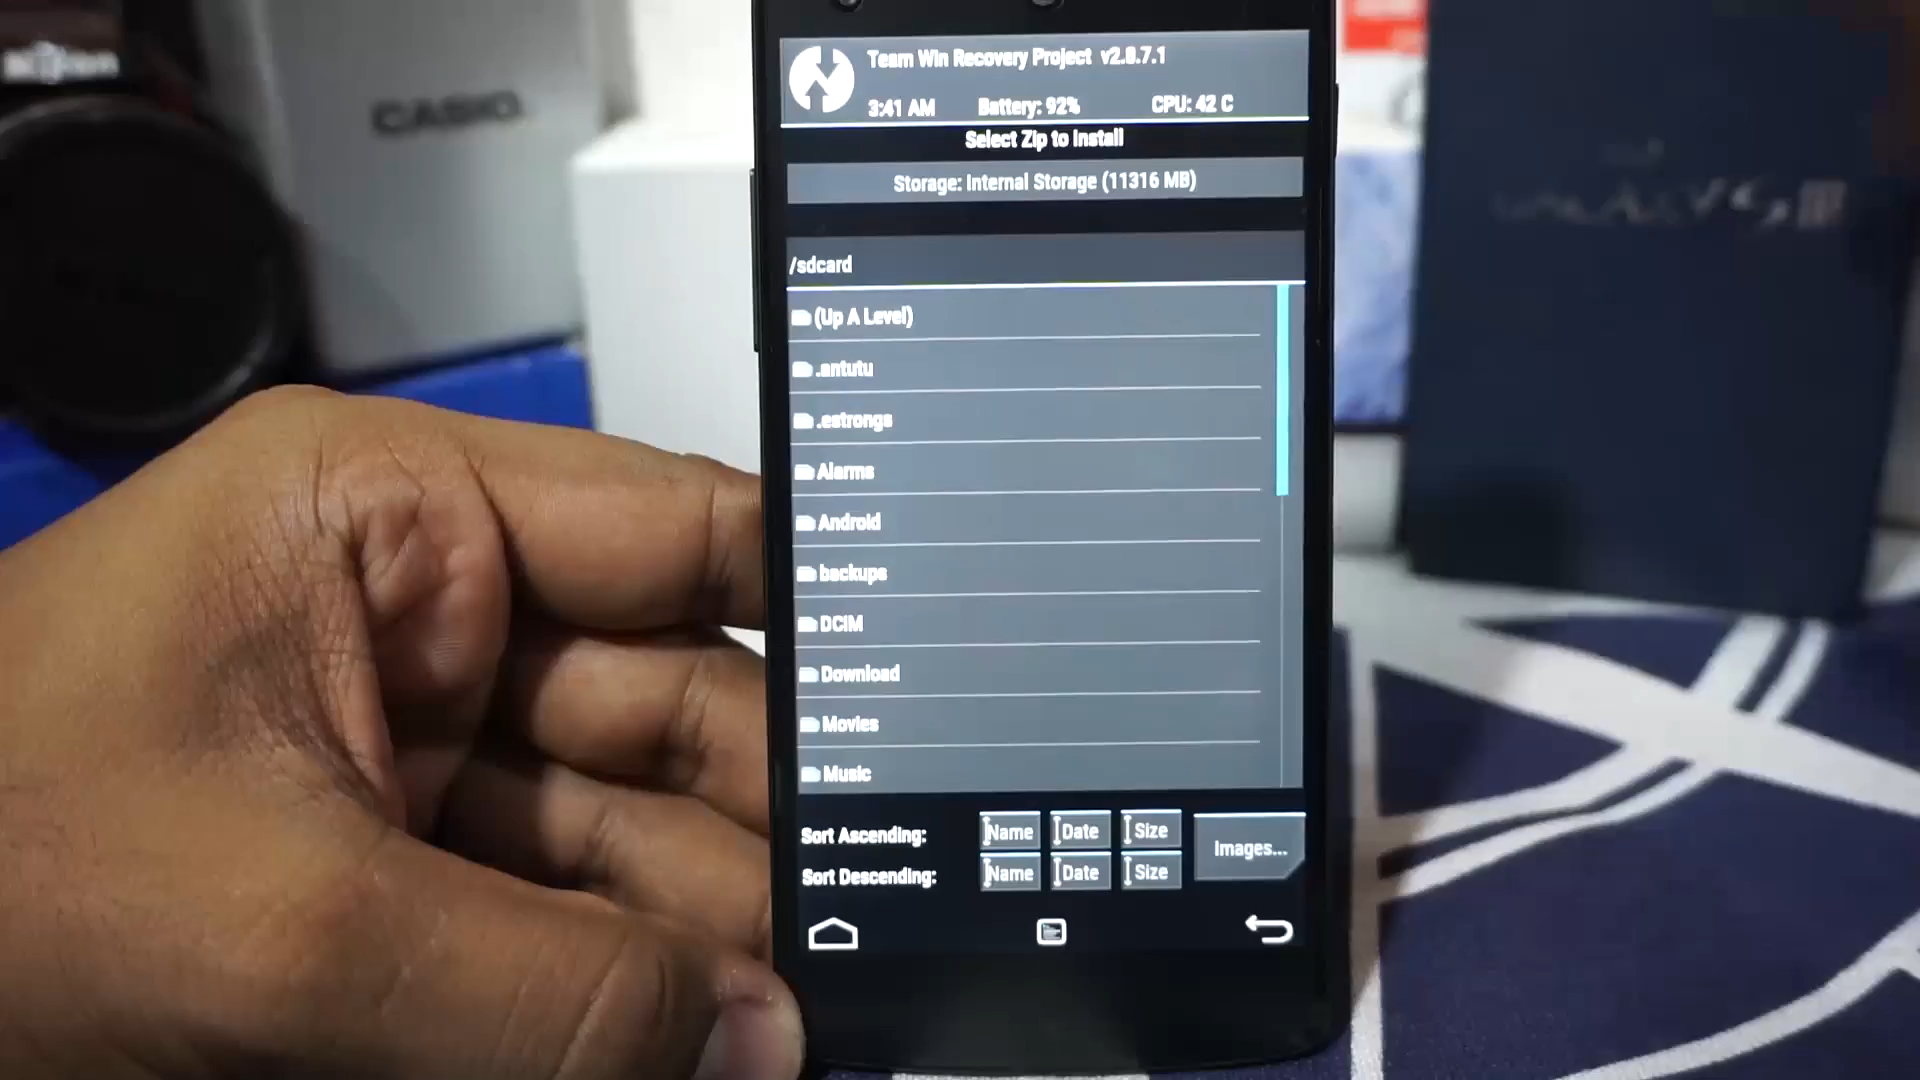 CASIO
Team Win Recovery Project v2.8.7.1
3:41 AM Battery: 92% CPU: 42 C
Select Zip to Install
Storage: Internal Storage (11316 MB)
/sdcard
(Up A Level)
.antutu
.estrongs
Alarms
Android
backups
DCIM
Download
Movies
Music
Sort Ascending: Name Date Size
Images...
Sort Descending: Name Date Size